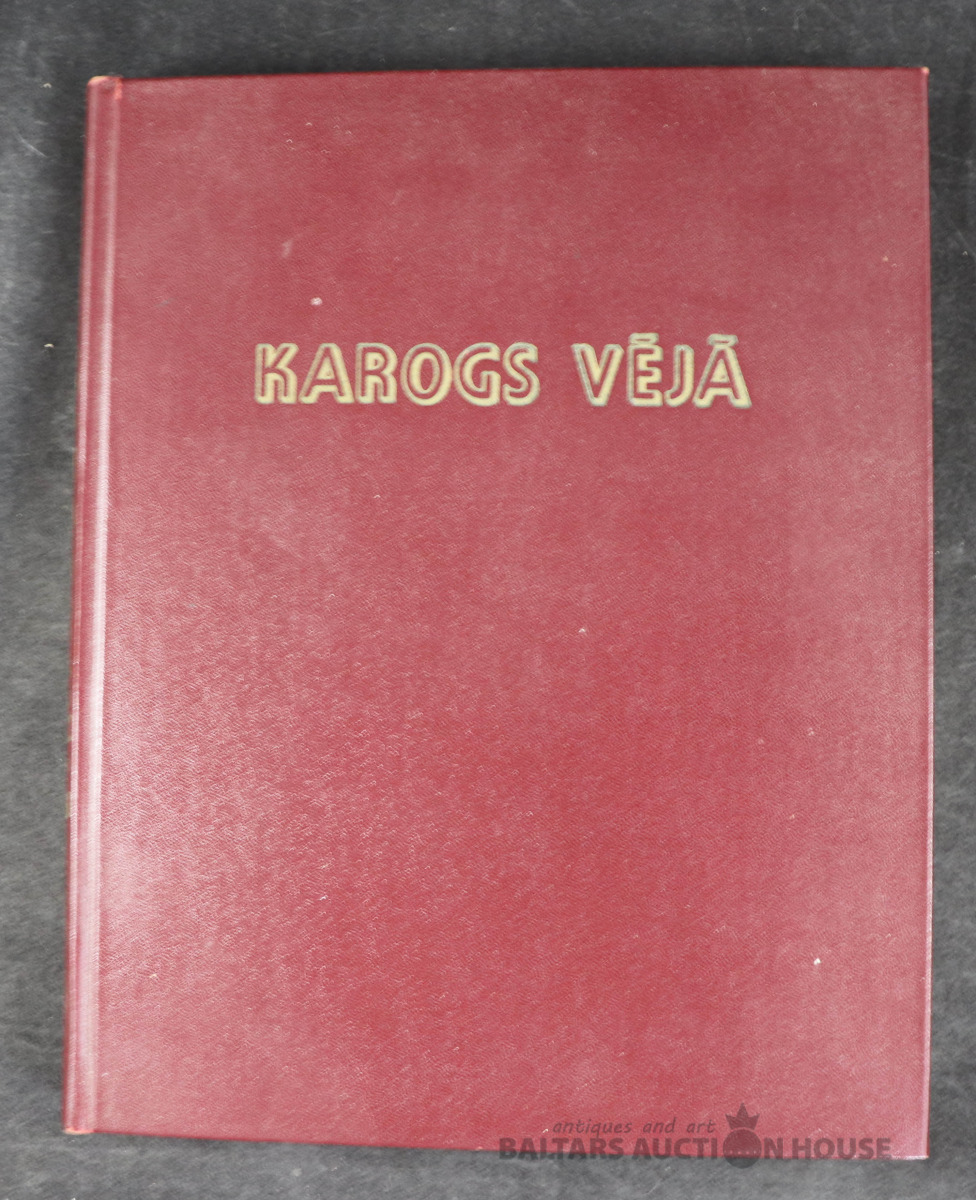 KAROGS VĒJĀ
antiques and art
BALTARS AUCTION HOUSE